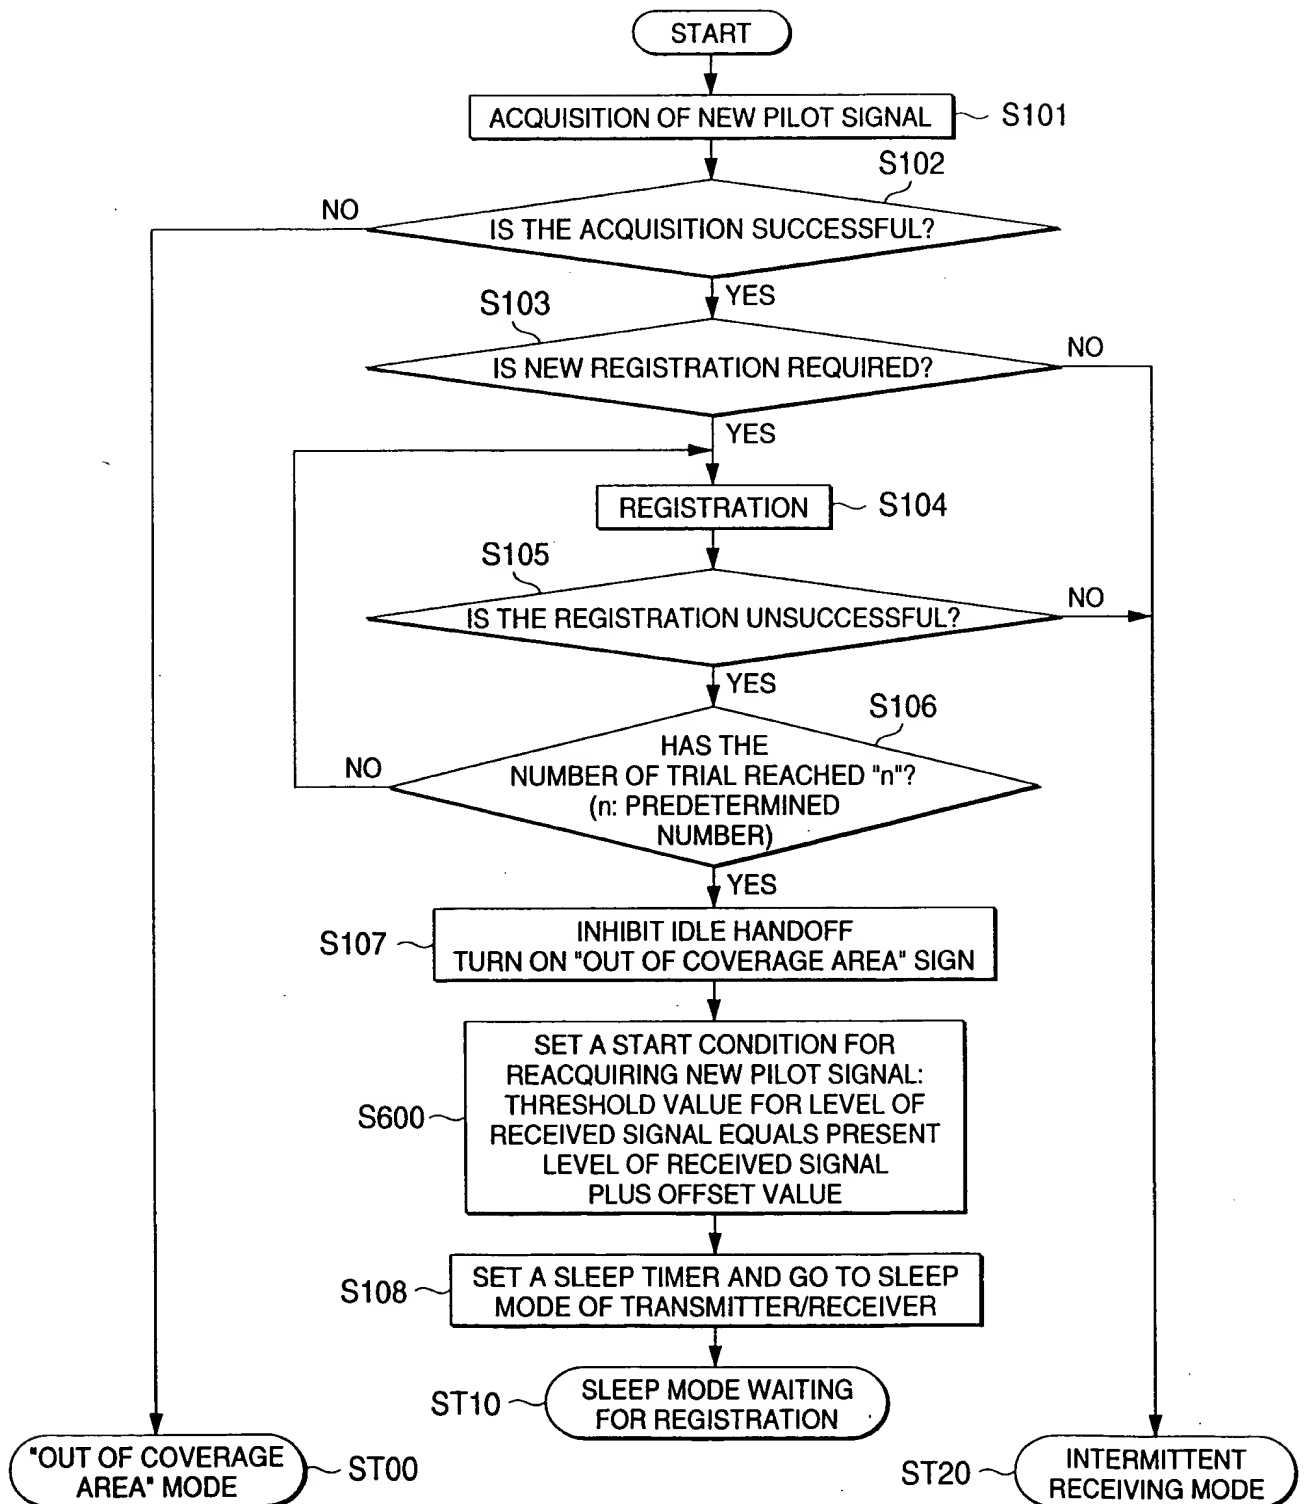 START
ACQUISITION OF NEW PILOT SIGNAL
S101
S102
NO
IS THE ACQUISITION SUCCESSFUL?
YES
S103
IS NEW REGISTRATION REQUIRED?
NO
YES
REGISTRATION
S104
S105
IS THE REGISTRATION UNSUCCESSFUL?
NO
YES
S106
HAS THE
NUMBER OF TRIAL REACHED "n"?
(n: PREDETERMINED
NUMBER)
NO
YES
S107
INHIBIT IDLE HANDOFF
TURN ON "OUT OF COVERAGE AREA" SIGN
S600
SET A START CONDITION FOR
REACQUIRING NEW PILOT SIGNAL:
THRESHOLD VALUE FOR LEVEL OF
RECEIVED SIGNAL EQUALS PRESENT
LEVEL OF RECEIVED SIGNAL
PLUS OFFSET VALUE
S108
SET A SLEEP TIMER AND GO TO SLEEP
MODE OF TRANSMITTER/RECEIVER
ST10
SLEEP MODE WAITING
FOR REGISTRATION
"OUT OF COVERAGE
AREA" MODE
ST00
ST20
INTERMITTENT
RECEIVING MODE